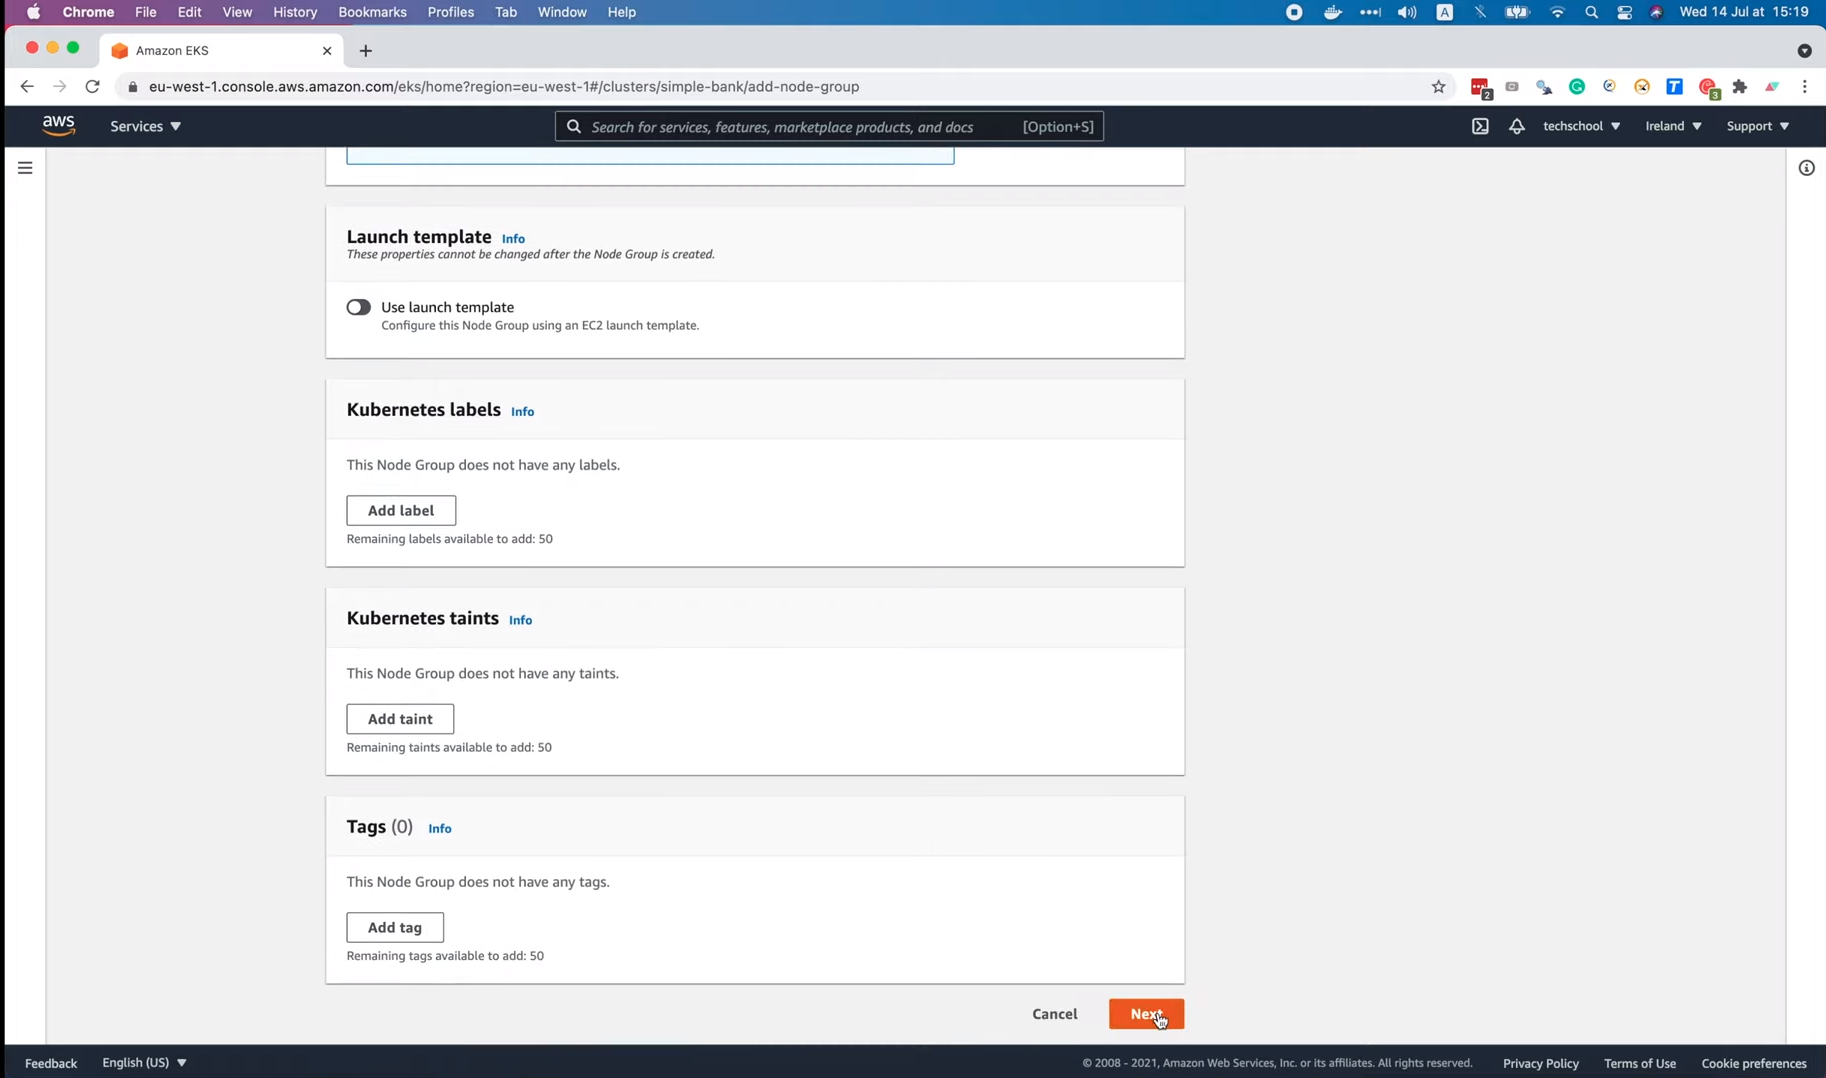 Chrome File Edit View History Bookmarks Profiles Tab Window Help A Wed 14 Jul at 15:19
Amazon EKS
eu-west-1.console.aws.amazon.com/eks/home?region=eu-west-1#/clusters/simple-bank/add-node-group 2 T 3
aws Services Search for services, features, marketplace products, and docs [Option+S] techschool Ireland Support
Launch template Info
These properties cannot be changed after the Node Group is created.
Use launch template
Configure this Node Group using an EC2 launch template.
Kubernetes labels Info
This Node Group does not have any labels.
Add label
Remaining labels available to add: 50
Kubernetes taints Info
This Node Group does not have any taints.
Add taint
Remaining taints available to add: 50
Tags (0) Info
This Node Group does not have any tags.
Add tag
Remaining tags available to add: 50
Cancel Next
Feedback English (US) © 2008 - 2021, Amazon Web Services, Inc. or its affiliates. All rights reserved. Privacy Policy Terms of Use Cookie preferences